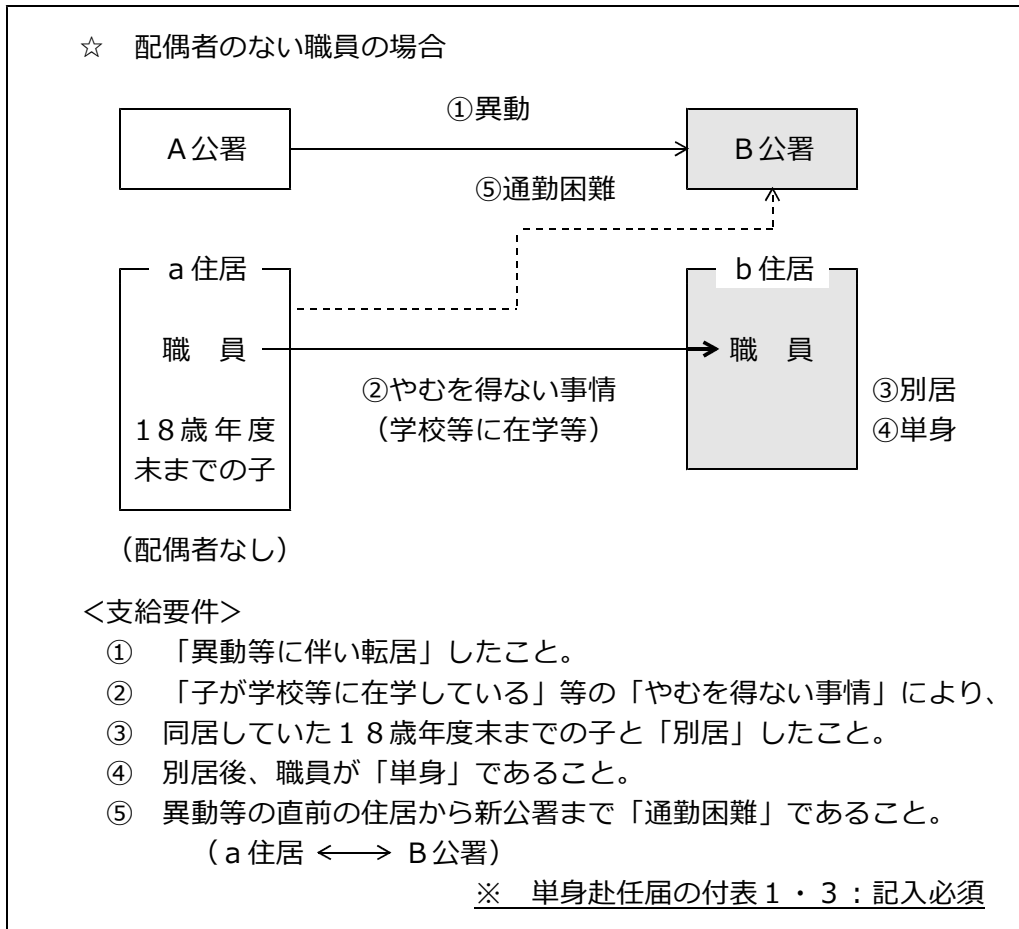 ☆　配偶者のない職員の場合
①異動
Ａ公署
Ｂ公署
⑤通勤困難
ａ住居
ｂ住居
職　員
職　員
②やむを得ない事情
（学校等に在学等）
③別居
④単身
18歳年度
末までの子
（配偶者なし）
＜支給要件＞
①　「異動等に伴い転居」したこと。
②　「子が学校等に在学している」等の「やむを得ない事情」により、
③　同居していた１８歳年度末までの子と「別居」したこと。
④　別居後、職員が「単身」であること。
⑤　異動等の直前の住居から新公署まで「通勤困難」であること。
（ａ住居 ⟷ Ｂ公署）
※　単身赴任届の付表１・３：記入必須